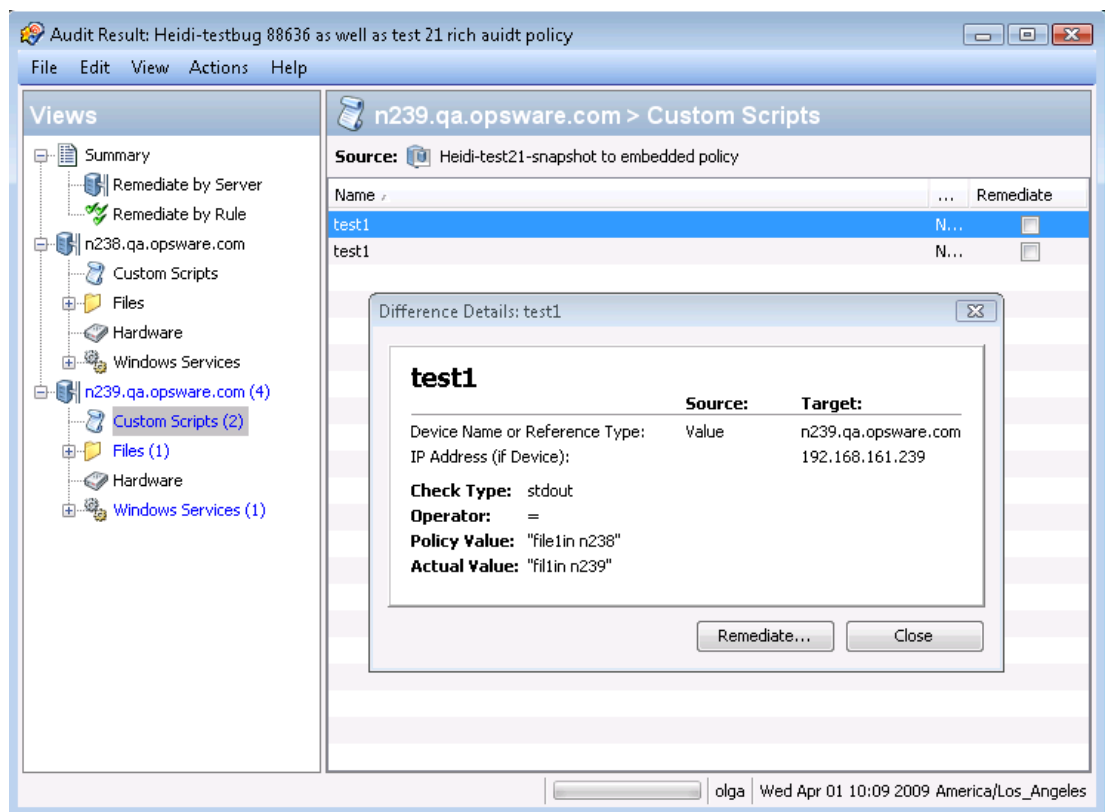 Audit Result: Heidi-testbug 88636 as well as test 21 rich auidt policy
File Edit View Actions Help
Views
Summary
Remediate by Server
Remediate by Rule
n238.qa.opsware.com
Custom Scripts
Files
Hardware
Windows Services
n239.qa.opsware.com (4)
Custom Scripts (2)
Files (1)
Hardware
Windows Services (1)
n239.qa.opsware.com > Custom Scripts
Source: Heidi-test21-snapshot to embedded policy
Name ... Remediate
test1 N...
test1 N...
Difference Details: test1
test1
Source: Target:
Device Name or Reference Type: Value n239.qa.opsware.com
IP Address (if Device): 192.168.161.239
Check Type: stdout
Operator: =
Policy Value: "file1in n238"
Actual Value: "fil1in n239"
Remediate... Close
olga Wed Apr 01 10:09 2009 America/Los_Angeles